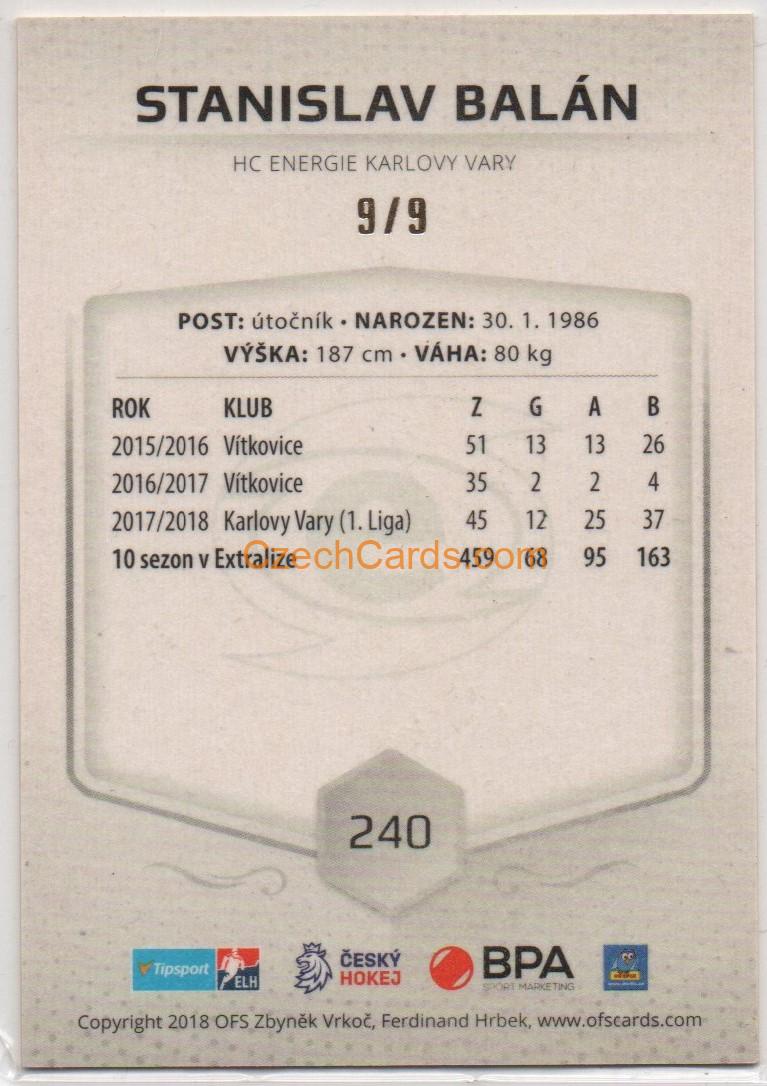 STANISLAV BALÁN
HC ENERGIE KARLOVY VARY
9/9
POST: útočník • NAROZEN: 30. 1. 1986
VÝŠKA: 187 cm • VÁHA: 80 kg
ROK KLUB Z G A B
2015/2016 Vítkovice 51 13 13 26
2016/2017 Vítkovice 35 2 2 4
2017/2018 Karlovy Vary (1. Liga) 45 12 25 37
10 sezon v Extralize 459 68 95 163
CzechCards.com
240
Tipsport ELH
ČESKÝ HOKEJ
BPA
SPORT MARKETING
Copyright 2018 OFS Zbyněk Vrkoč, Ferdinand Hrbek, www.ofscards.com